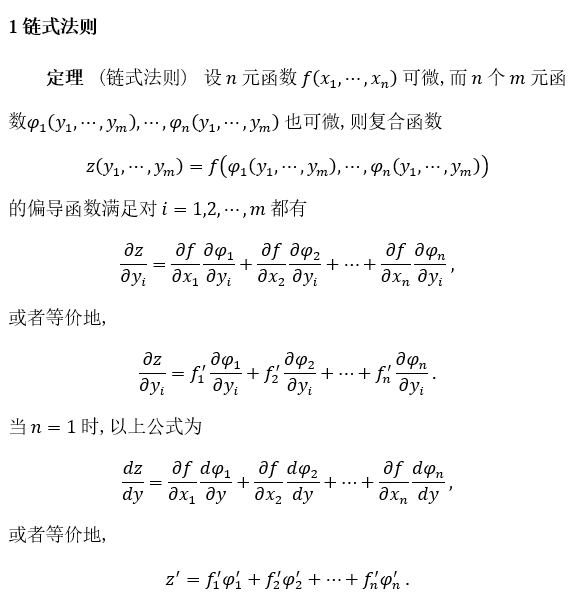 1 链式法则
定理 (链式法则) 设 n 元函数 f(x₁,⋯,xₙ) 可微, 而 n 个 m 元函
数φ₁(y₁,⋯,yₘ),⋯,φₙ(y₁,⋯,yₘ) 也可微, 则复合函数
z(y₁,⋯,yₘ) = f(φ₁(y₁,⋯,yₘ),⋯,φₙ(y₁,⋯,yₘ))
的偏导函数满足对 i = 1,2,⋯,m 都有
∂z/∂yᵢ = ∂f/∂x₁ ∂φ₁/∂yᵢ + ∂f/∂x₂ ∂φ₂/∂yᵢ + ⋯ + ∂f/∂xₙ ∂φₙ/∂yᵢ ,
或者等价地,
∂z/∂yᵢ = f₁′ ∂φ₁/∂yᵢ + f₂′ ∂φ₂/∂yᵢ + ⋯ + fₙ′ ∂φₙ/∂yᵢ .
当 n = 1 时, 以上公式为
dz/dy = ∂f/∂x₁ dφ₁/∂y + ∂f/∂x₂ dφ₂/dy + ⋯ + ∂f/∂xₙ dφₙ/dy ,
或者等价地,
z′ = f₁′φ₁′ + f₂′φ₂′ + ⋯ + fₙ′φₙ′ .